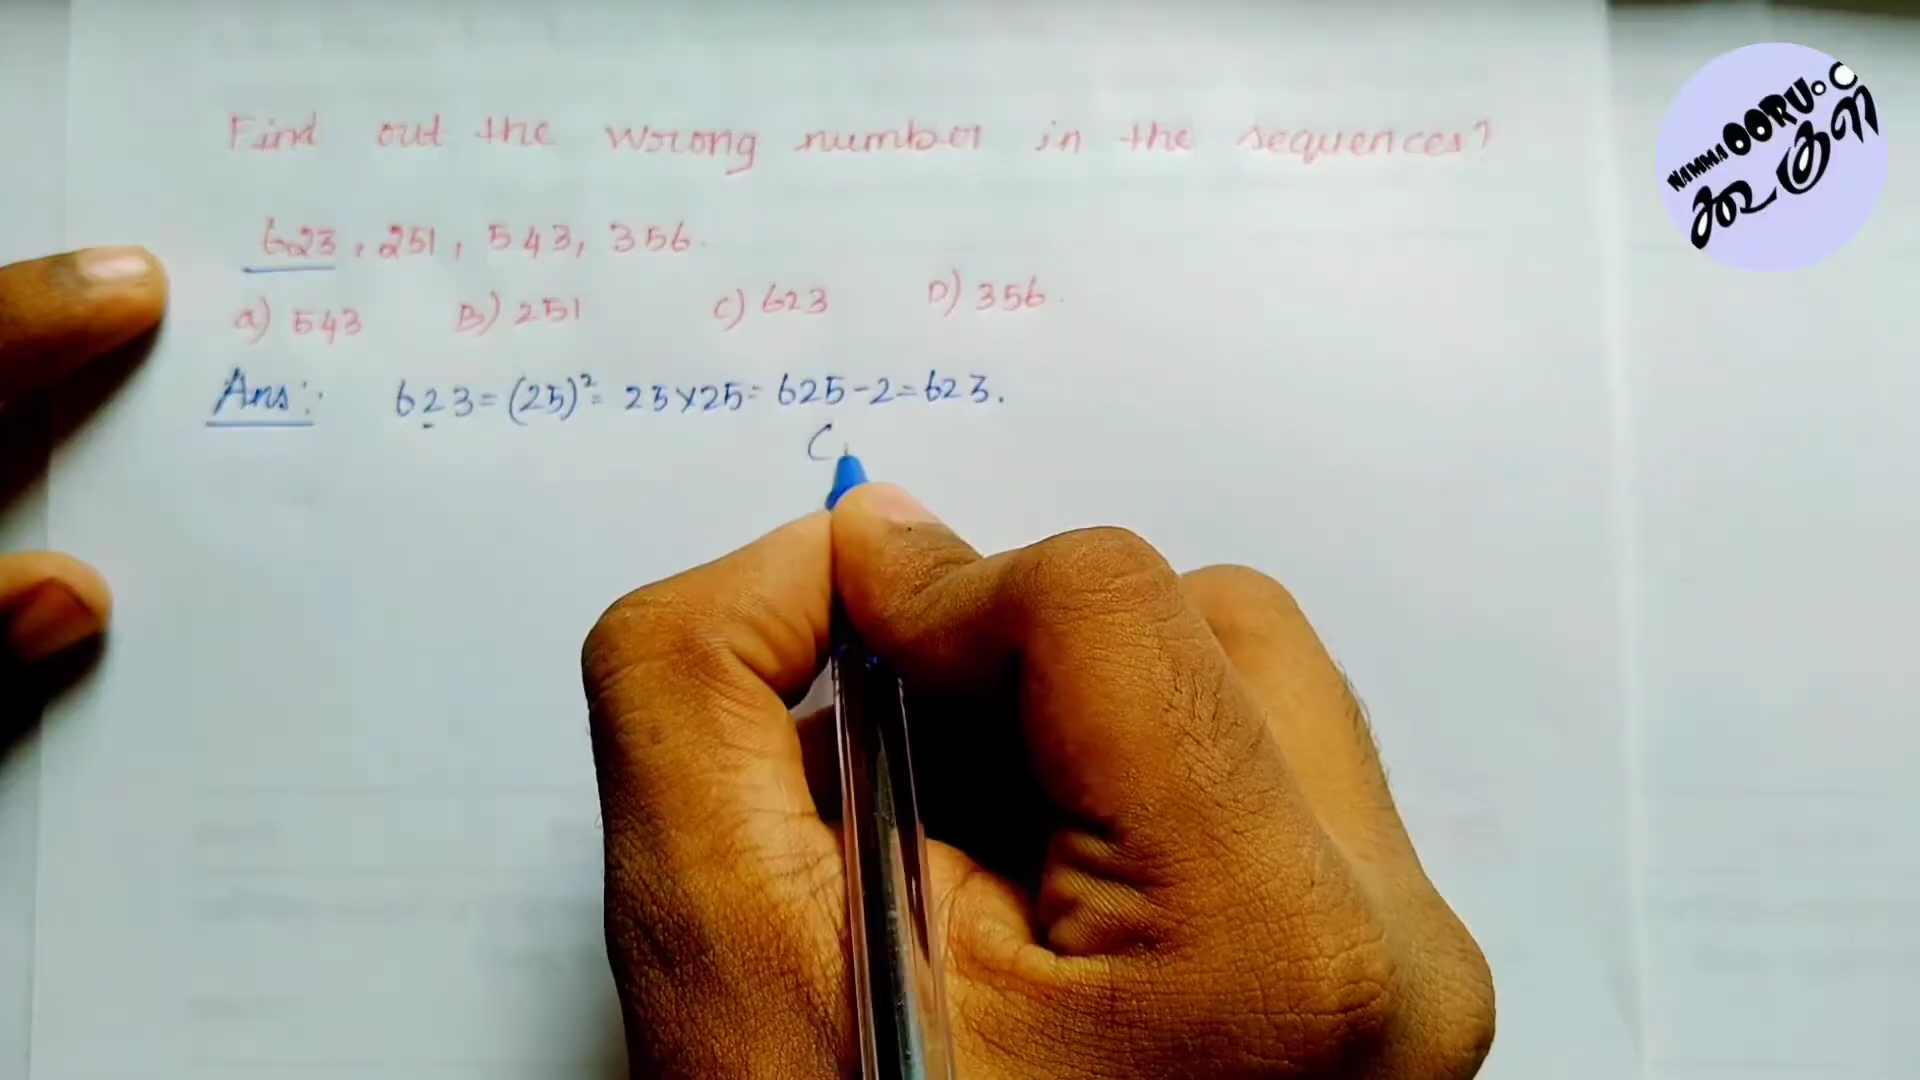 Find out the wrong number in the sequences?
623, 251, 543, 356.
a) 543 B) 251 C) 623 D) 356.
Ans:- 623 = (25)² = 25×25 = 625-2=623.
(
NAMMA OORU